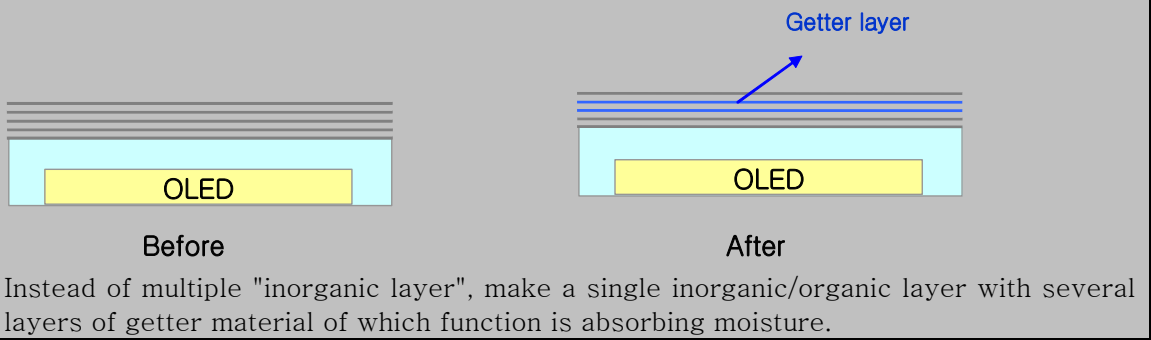 Getter layer
OLED
OLED
Before
After
Instead of multiple "inorganic layer", make a single inorganic/organic layer with several
layers of getter material of which function is absorbing moisture.